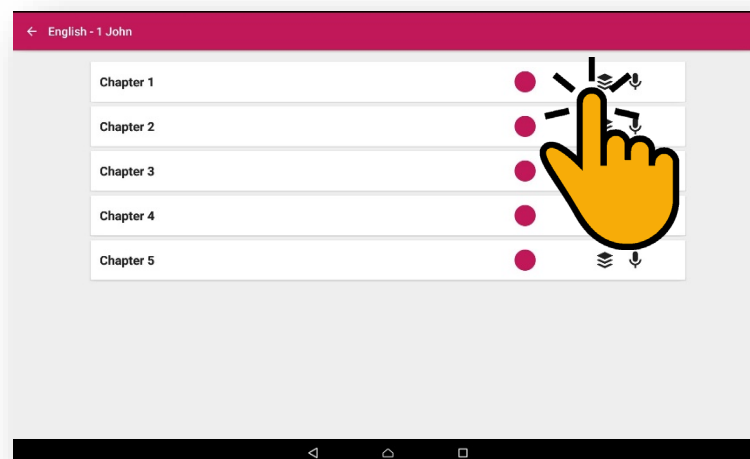 English - 1 John
Chapter 1
Chapter 2
Chapter 3
Chapter 4
Chapter 5